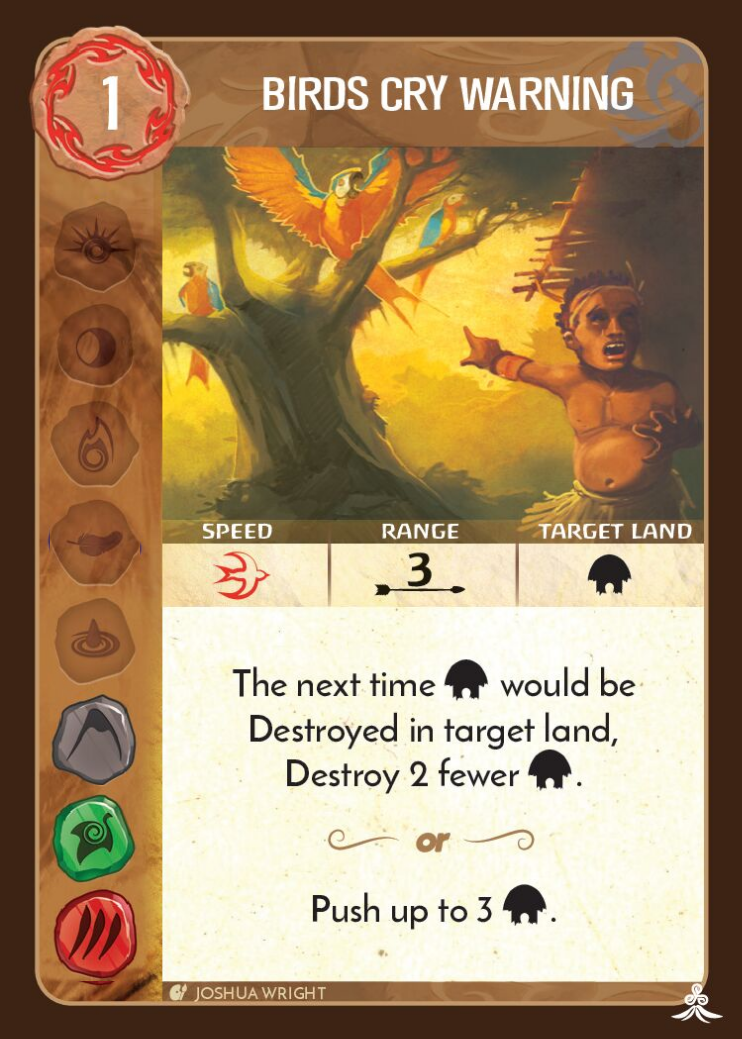 1
BIRDS CRY WARNING
SPEED RANGE TARGET LAND
3
The next time would be
Destroyed in target land,
Destroy 2 fewer .
or
Push up to 3 .
JOSHUA WRIGHT